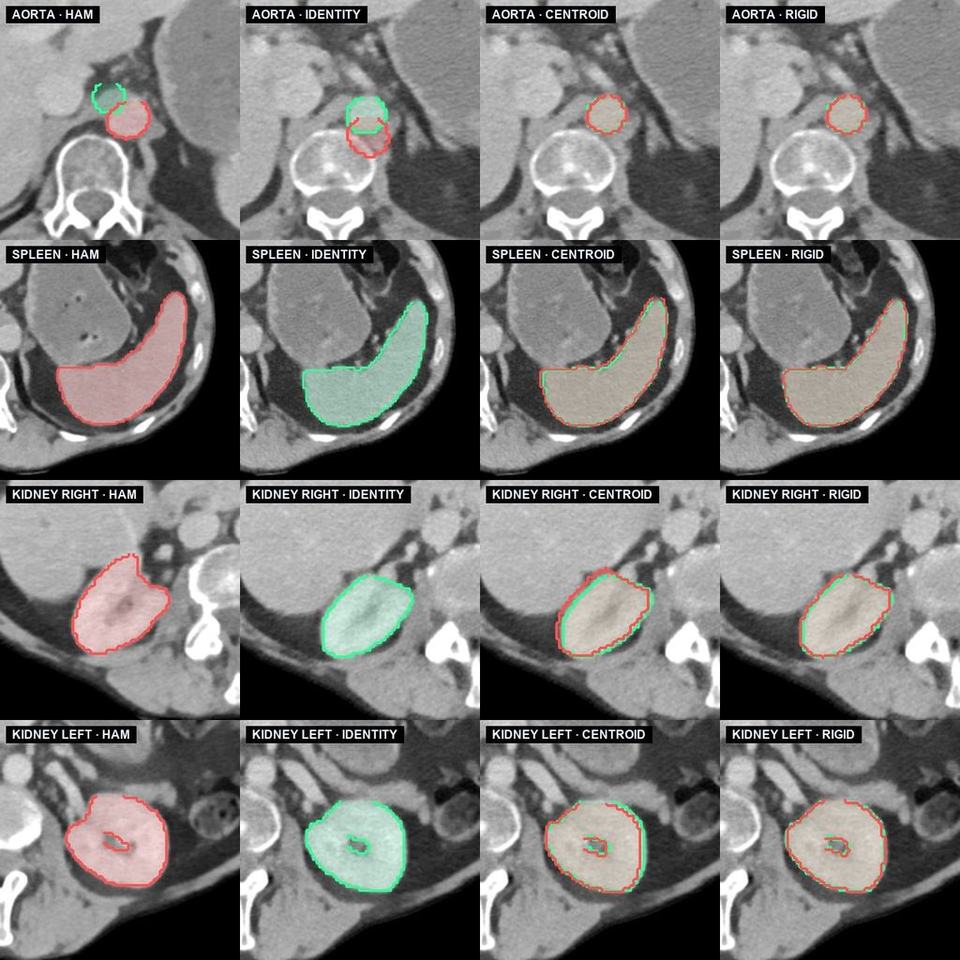 AORTA · HAM
AORTA · IDENTITY
AORTA · CENTROID
AORTA · RIGID
SPLEEN · HAM
SPLEEN · IDENTITY
SPLEEN · CENTROID
SPLEEN · RIGID
KIDNEY RIGHT · HAM
KIDNEY RIGHT · IDENTITY
KIDNEY RIGHT · CENTROID
KIDNEY RIGHT · RIGID
KIDNEY LEFT · HAM
KIDNEY LEFT · IDENTITY
KIDNEY LEFT · CENTROID
KIDNEY LEFT · RIGID